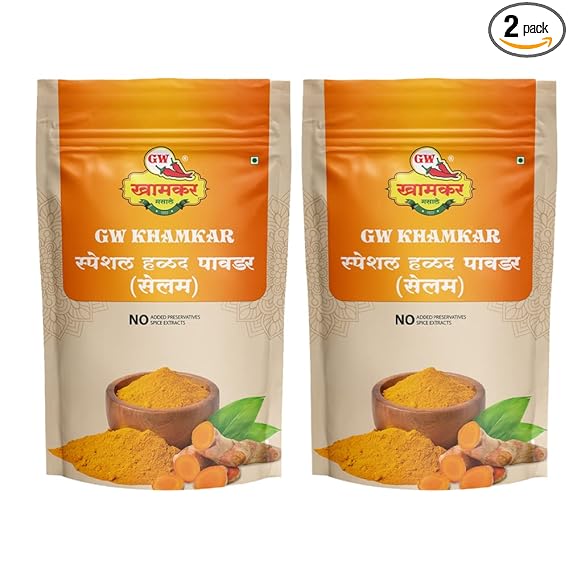 2 pack
GW
®
खामकर
मसाले
GW KHAMKAR
स्पेशल हळद पावडर
(सेलम)
NO ADDED PRESERVATIVES
SPICE EXTRACTS
GW
®
खामकर
मसाले
GW KHAMKAR
स्पेशल हळद पावडर
(सेलम)
NO ADDED PRESERVATIVES
SPICE EXTRACTS